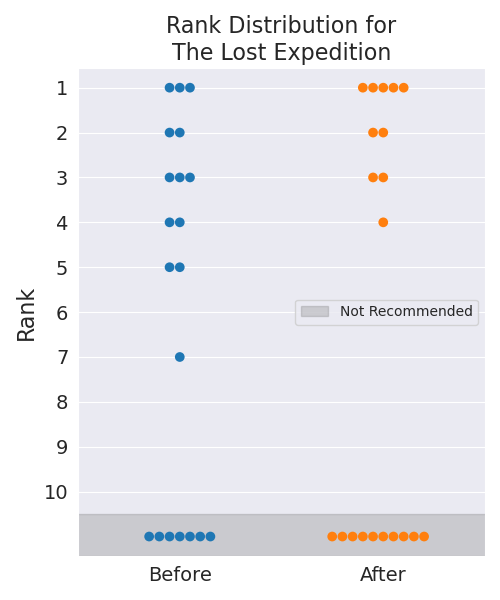 Rank Distribution for
The Lost Expedition
1
2
3
4
5
6
7
8
9
10
Rank
Not Recommended
Before
After